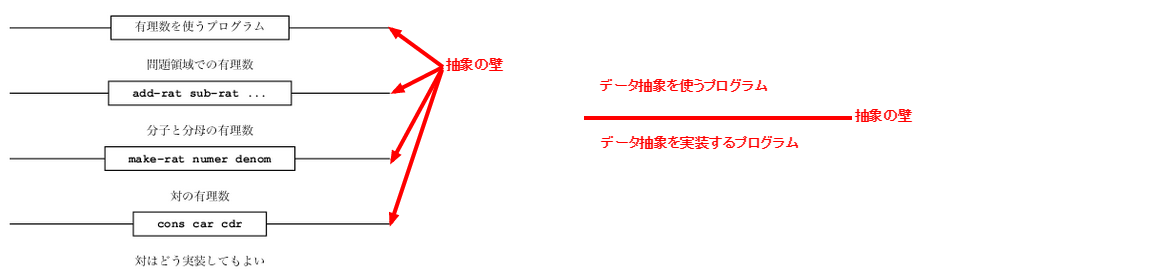 有理数を使うプログラム
問題領域での有理数
add-rat sub-rat ...
分子と分母の有理数
make-rat numer denom
対の有理数
cons car cdr
対はどう実装してもよい
抽象の壁
データ抽象を使うプログラム
抽象の壁
データ抽象を実装するプログラム